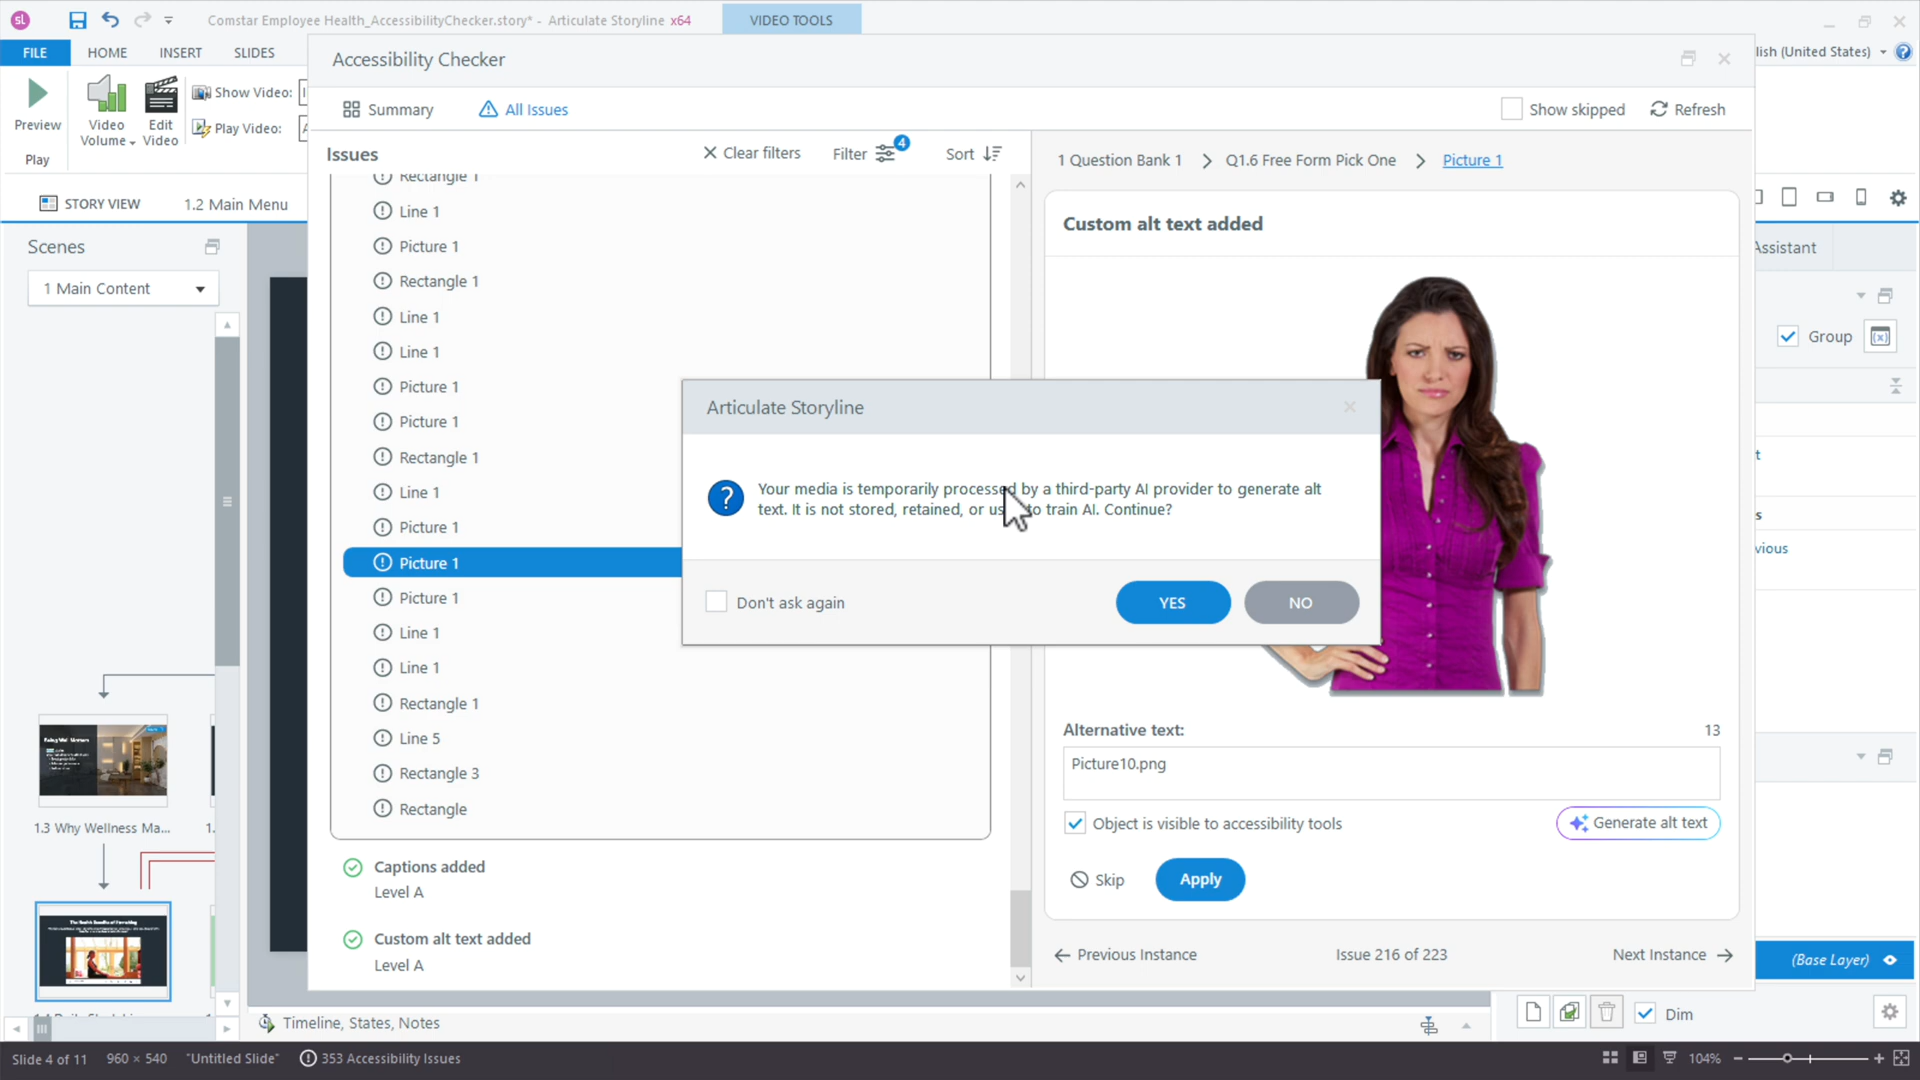 sl
Comstar Employee Health_AccessibilityChecker.story* - Articulate Storyline x64
VIDEO TOOLS
FILE
HOME
INSERT
SLIDES
lish (United States)
?
Preview
Play
Video
Volume
Edit
Video
Show Video:
Play Video:
STORY VIEW
1.2 Main Menu
Scenes
1 Main Content
1.3 Why Wellness Ma...
1.
Accessibility Checker
Summary
All Issues
Show skipped
Refresh
Issues
Clear filters
Filter
4
Sort
Rectangle 1
Line 1
Picture 1
Rectangle 1
Line 1
Line 1
Picture 1
Picture 1
Rectangle 1
Line 1
Picture 1
Picture 1
Picture 1
Line 1
Line 1
Rectangle 1
Line 5
Rectangle 3
Rectangle
Captions added
Level A
Custom alt text added
Level A
1 Question Bank 1 > Q1.6 Free Form Pick One > Picture 1
Custom alt text added
Articulate Storyline
?
Your media is temporarily processed by a third-party AI provider to generate alt
text. It is not stored, retained, or us to train AI. Continue?
Don't ask again
YES
NO
Alternative text:
13
Picture10.png
Object is visible to accessibility tools
Generate alt text
Skip
Apply
Previous Instance
Issue 216 of 223
Next Instance
Assistant
Group
(x)
t
s
vious
(Base Layer)
Dim
Timeline, States, Notes
Slide 4 of 11
960 × 540
"Untitled Slide"
353 Accessibility Issues
104%